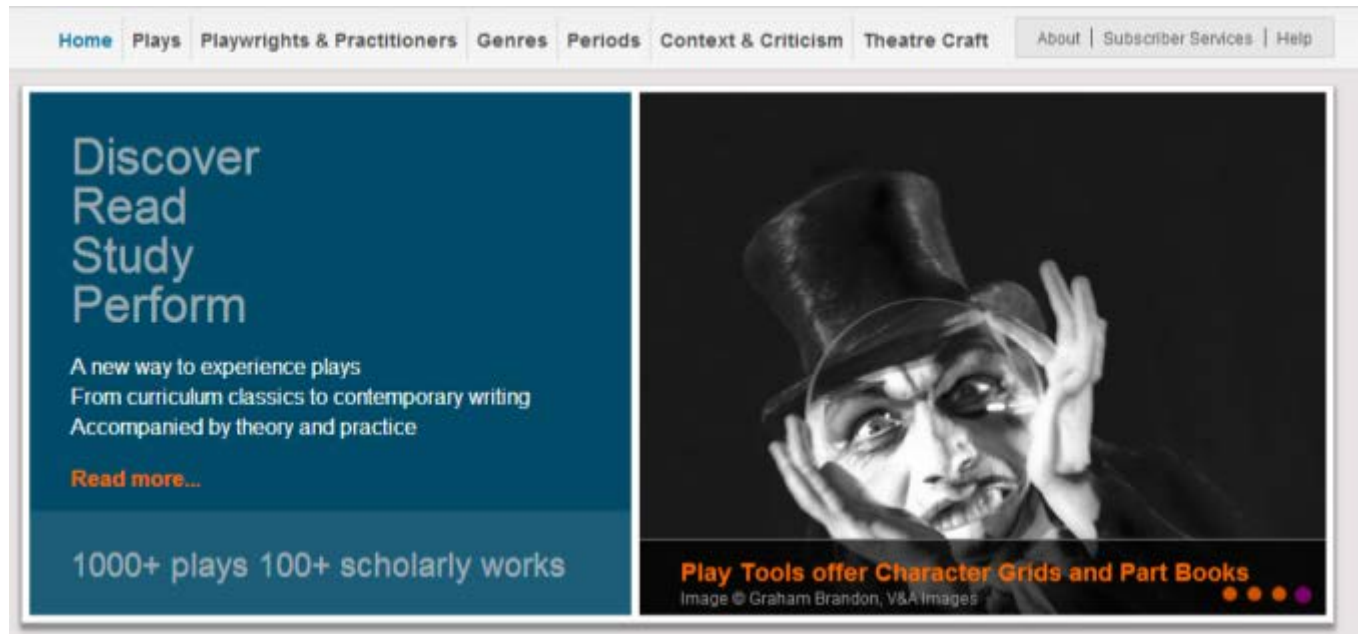 Home Plays Playwrights & Practitioners Genres Periods Context & Criticism Theatre Craft About | Subscriber Services | Help
Discover
Read
Study
Perform
A new way to experience plays
From curriculum classics to contemporary writing
Accompanied by theory and practice
Read more...
1000+ plays 100+ scholarly works
Play Tools offer Character Grids and Part Books
Image © Graham Brandon, V&A Images